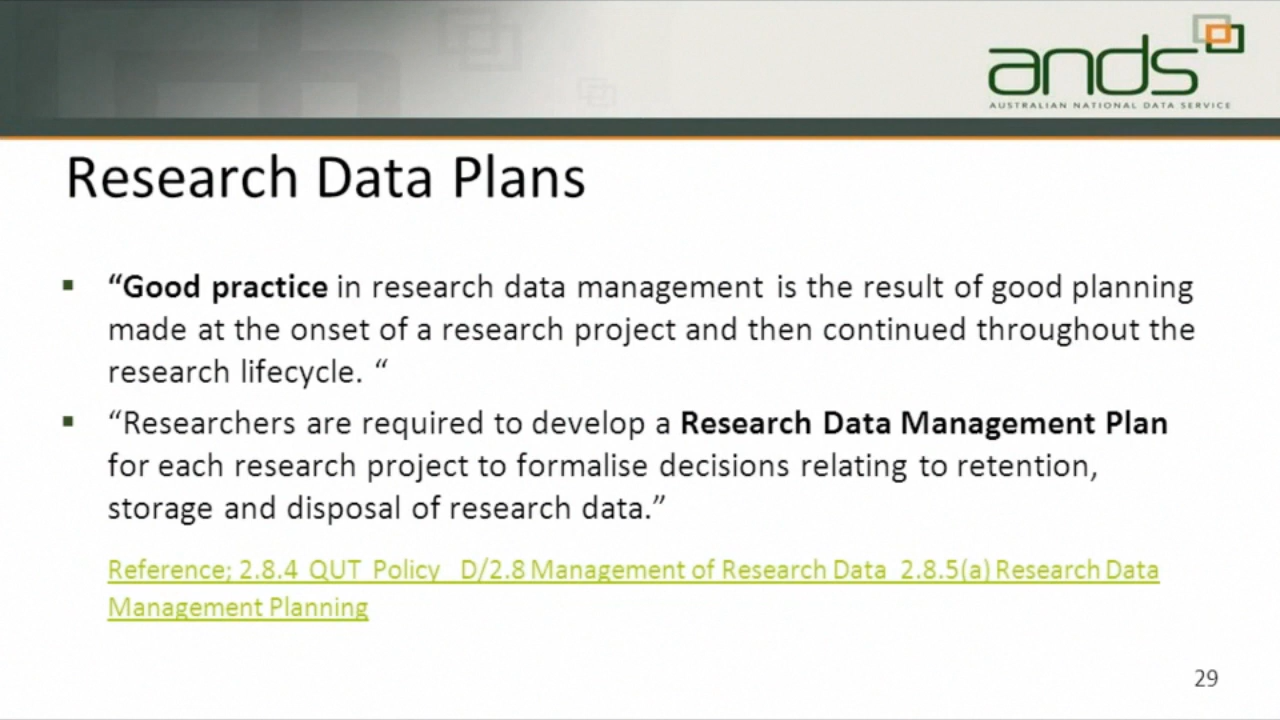 ands
AUSTRALIAN NATIONAL DATA SERVICE
Research Data Plans
▪ “Good practice in research data management is the result of good planning
made at the onset of a research project and then continued throughout the
research lifecycle. “
▪ “Researchers are required to develop a Research Data Management Plan
for each research project to formalise decisions relating to retention,
storage and disposal of research data.”
Reference; 2.8.4 QUT Policy D/2.8 Management of Research Data 2.8.5(a) Research Data
Management Planning
29